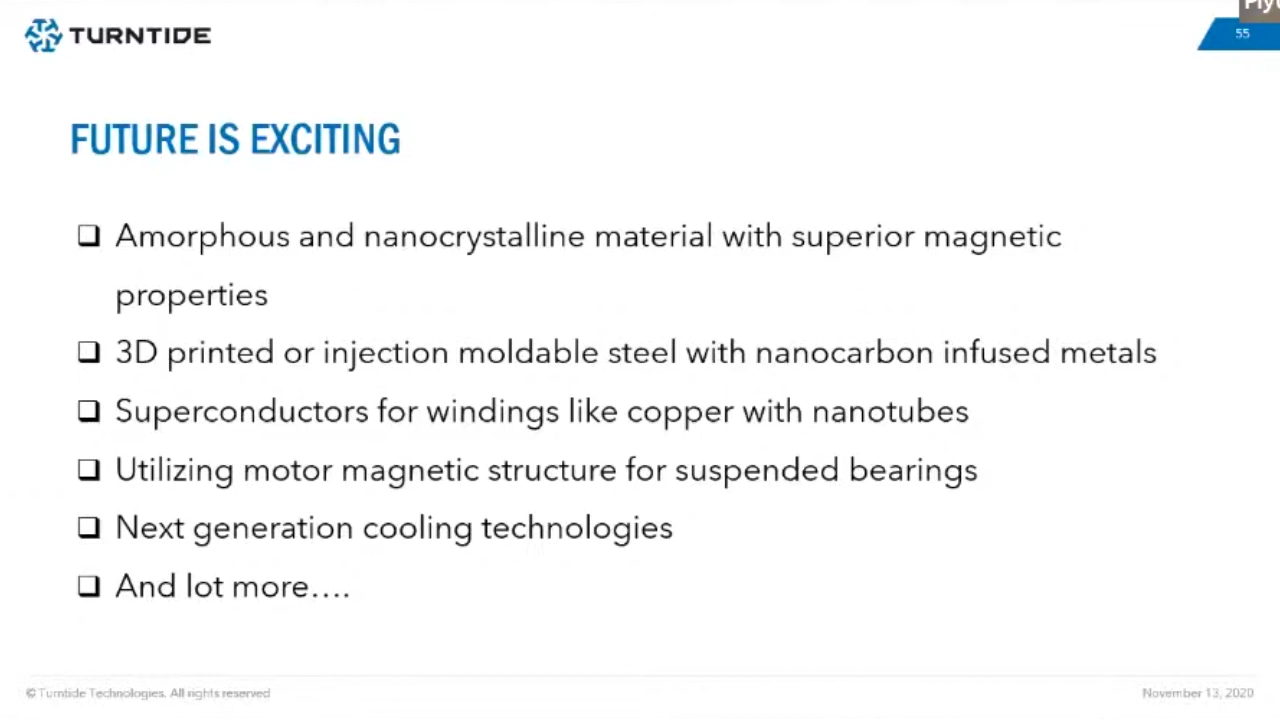 TURNTIDE
55
FUTURE IS EXCITING
❑ Amorphous and nanocrystalline material with superior magnetic
properties
❑ 3D printed or injection moldable steel with nanocarbon infused metals
❑ Superconductors for windings like copper with nanotubes
❑ Utilizing motor magnetic structure for suspended bearings
❑ Next generation cooling technologies
❑ And lot more....
© Turntide Technologies. All rights reserved
November 13, 2020